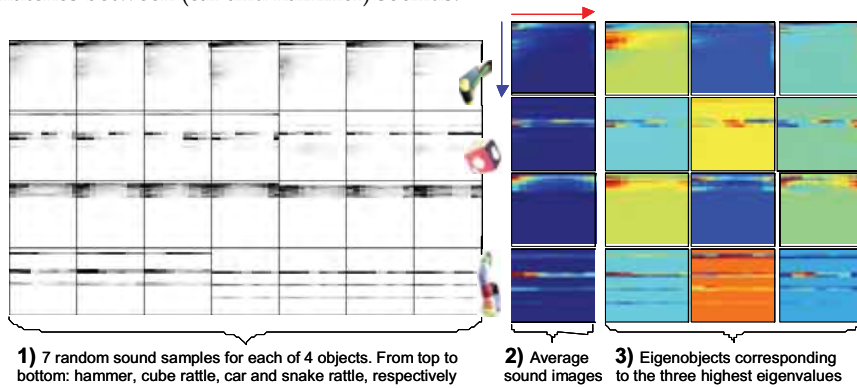 1) 7 random sound samples for each of 4 objects. From top to
bottom: hammer, cube rattle, car and snake rattle, respectively
2) Average
sound images
3) Eigenobjects corresponding
to the three highest eigenvalues